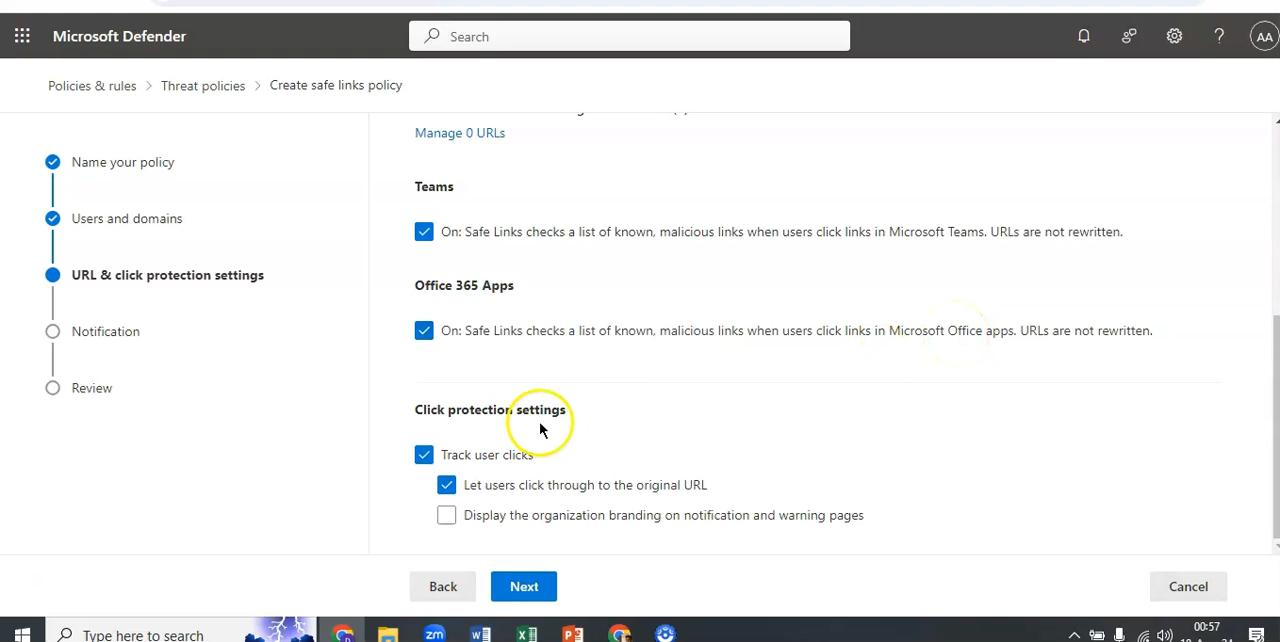 Microsoft Defender
Search
AA
Policies & rules > Threat policies > Create safe links policy
Manage 0 URLs
Name your policy
Users and domains
URL & click protection settings
Notification
Review
Teams
On: Safe Links checks a list of known, malicious links when users click links in Microsoft Teams. URLs are not rewritten.
Office 365 Apps
On: Safe Links checks a list of known, malicious links when users click links in Microsoft Office apps. URLs are not rewritten.
Click protection settings
Track user clicks
Let users click through to the original URL
Display the organization branding on notification and warning pages
Back
Next
Cancel
Type here to search
zm
00:57